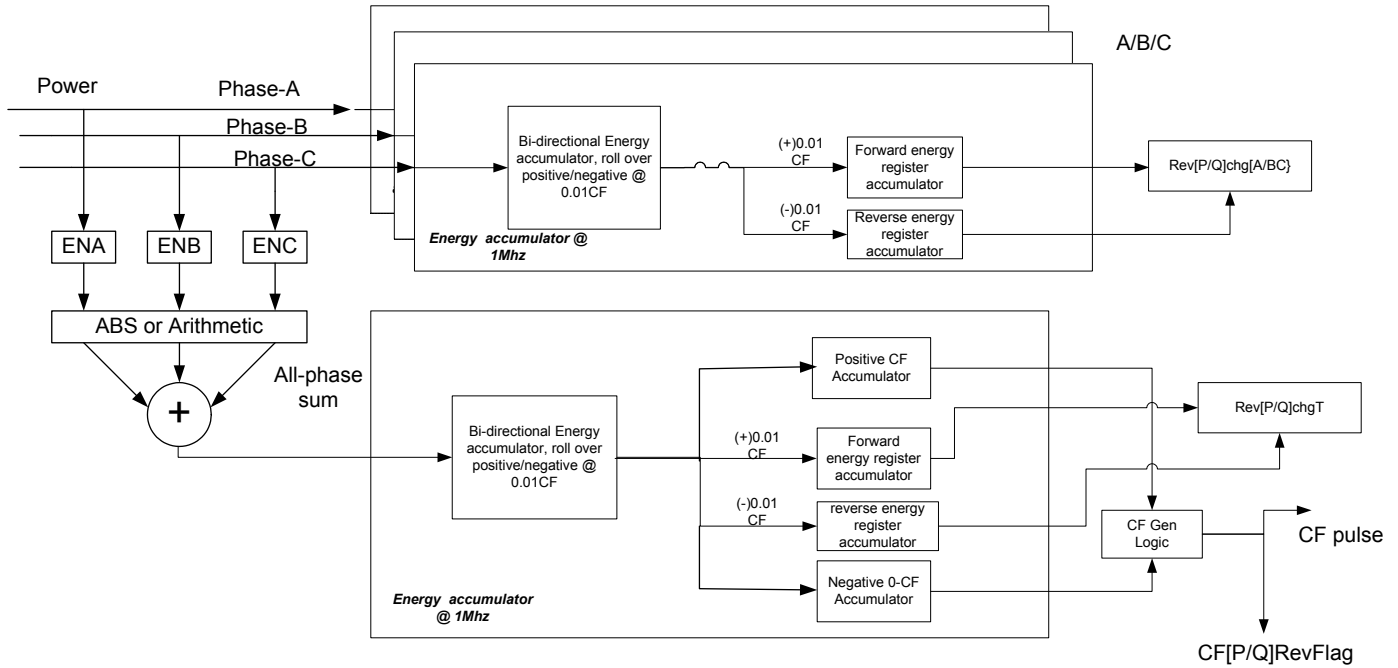 A/B/C
Power
Phase-A
Phase-B
Phase-C
Bi-directional Energy
accumulator, roll over
positive/negative @
0.01CF
(+)0.01
CF
Forward energy
register
accumulator
Rev[P/Q]chg[A/BC}
(-)0.01
CF
Reverse energy
register
accumulator
Energy accumulator @
1Mhz
ENA
ENB
ENC
ABS or Arithmetic
All-phase
sum
+
Bi-directional Energy
accumulator, roll over
positive/negative @
0.01CF
Positive CF
Accumulator
(+)0.01
CF
Forward
energy register
accumulator
Rev[P/Q]chgT
(-)0.01
CF
reverse energy
register
accumulator
CF Gen
Logic
CF pulse
Negative 0-CF
Accumulator
Energy accumulator
@ 1Mhz
CF[P/Q]RevFlag